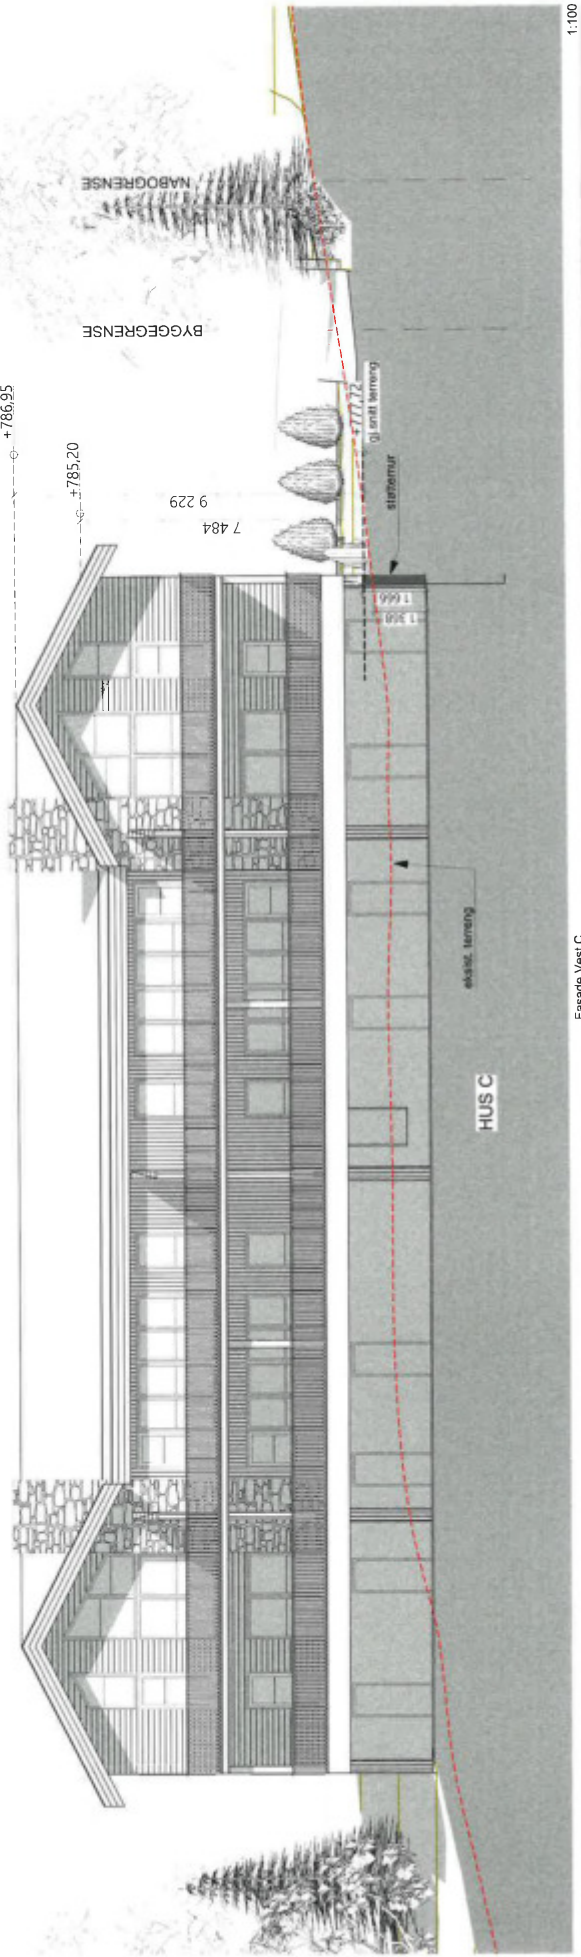 +786,95
+785,20
9 229
7 484
BYGGEGRENSE
NABOGRENSE
+777,72
gj.snitt terreng
støttemur
1 666
1 368
eksist. terreng
HUS C
Fasade Vest C
1:100